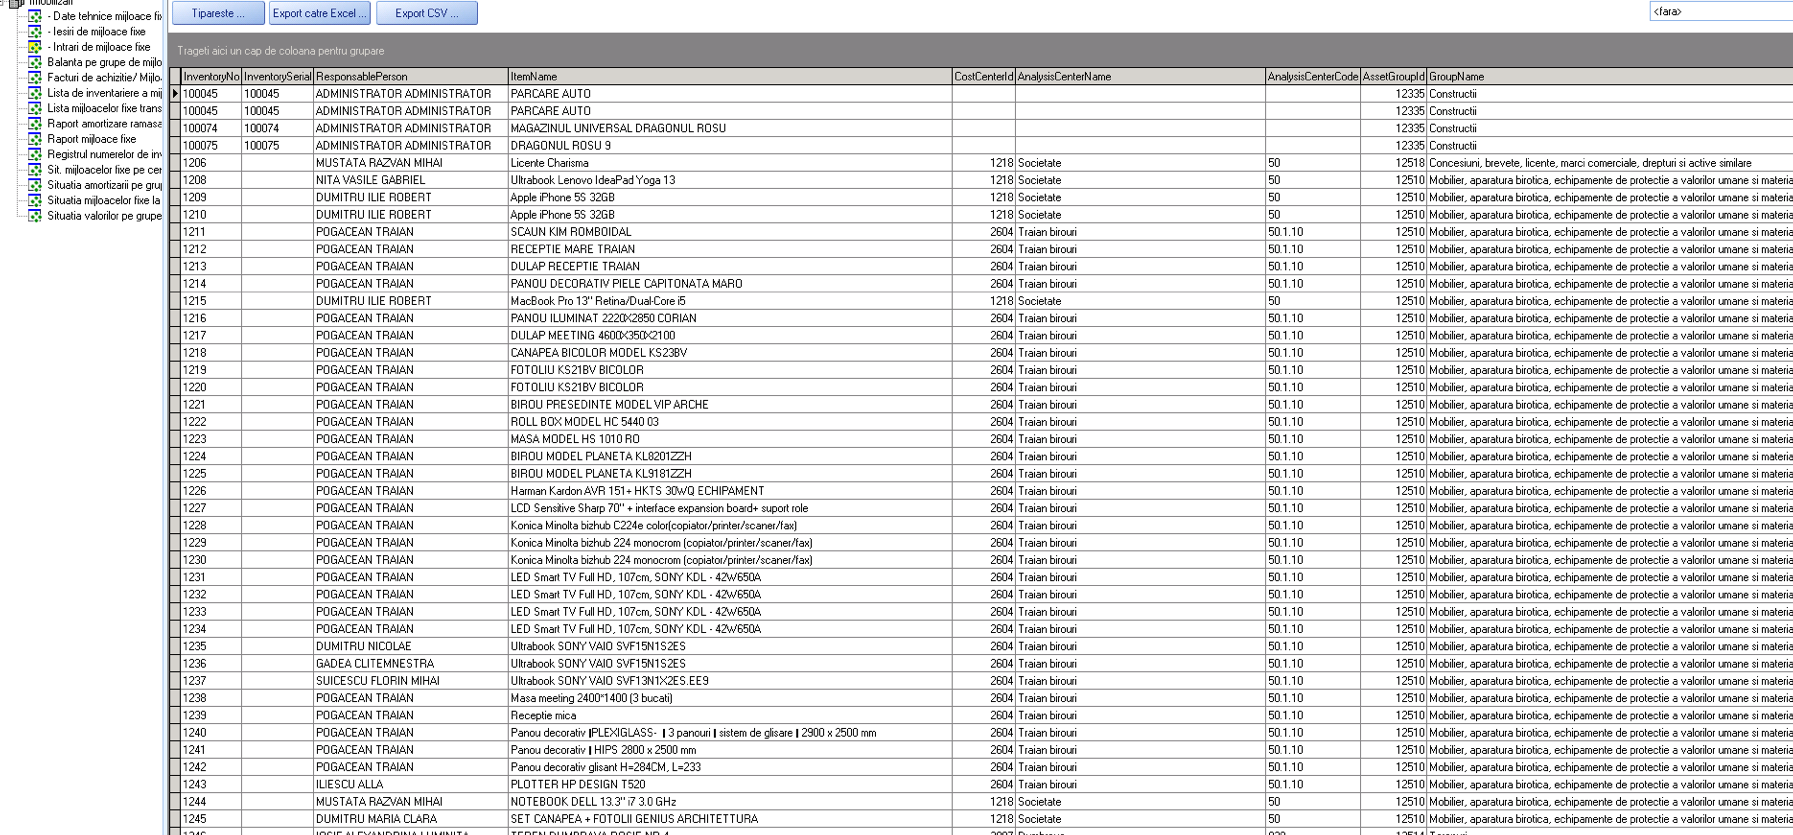 Imobilizari
- Date tehnice mijloace fix
- Iesiri de mijloace fixe
- Intrari de mijloace fixe
Balanta pe grupe de mijlo
Facturi de achizitie/ Mijlo
Lista de inventariere a mij
Lista mijloacelor fixe trans
Raport amortizare ramasa
Raport mijloace fixe
Registrul numerelor de inv
Sit. mijloacelor fixe pe cen
Situatia amortizarii pe grup
Situatia mijloacelor fixe la
Situatia valorilor pe grupe
Tipareste ... Export catre Excel ... Export CSV ... <fara>
Trageti aici un cap de coloana pentru grupare
InventoryNo InventorySerial ResponsablePerson ItemName CostCenterId AnalysisCenterName AnalysisCenterCode AssetGroupId GroupName
100045 100045 ADMINISTRATOR ADMINISTRATOR PARCARE AUTO 12335 Constructii
100045 100045 ADMINISTRATOR ADMINISTRATOR PARCARE AUTO 12335 Constructii
100074 100074 ADMINISTRATOR ADMINISTRATOR MAGAZINUL UNIVERSAL DRAGONUL ROSU 12335 Constructii
100075 100075 ADMINISTRATOR ADMINISTRATOR DRAGONUL ROSU 9 12335 Constructii
1206 MUSTATA RAZVAN MIHAI Licente Charisma 1218 Societate 50 12518 Concesiuni, brevete, licente, marci comerciale, drepturi si active similare
1208 NITA VASILE GABRIEL Ultrabook Lenovo IdeaPad Yoga 13 1218 Societate 50 12510 Mobilier, aparatura birotica, echipamente de protectie a valorilor umane si materia
1209 DUMITRU ILIE ROBERT Apple iPhone 5S 32GB 1218 Societate 50 12510 Mobilier, aparatura birotica, echipamente de protectie a valorilor umane si materia
1210 DUMITRU ILIE ROBERT Apple iPhone 5S 32GB 1218 Societate 50 12510 Mobilier, aparatura birotica, echipamente de protectie a valorilor umane si materia
1211 POGACEAN TRAIAN SCAUN KIM ROMBOIDAL 2604 Traian birouri 50.1.10 12510 Mobilier, aparatura birotica, echipamente de protectie a valorilor umane si materia
1212 POGACEAN TRAIAN RECEPTIE MARE TRAIAN 2604 Traian birouri 50.1.10 12510 Mobilier, aparatura birotica, echipamente de protectie a valorilor umane si materia
1213 POGACEAN TRAIAN DULAP RECEPTIE TRAIAN 2604 Traian birouri 50.1.10 12510 Mobilier, aparatura birotica, echipamente de protectie a valorilor umane si materia
1214 POGACEAN TRAIAN PANOU DECORATIV PIELE CAPITONATA MARO 2604 Traian birouri 50.1.10 12510 Mobilier, aparatura birotica, echipamente de protectie a valorilor umane si materia
1215 DUMITRU ILIE ROBERT MacBook Pro 13" Retina/Dual-Core i5 1218 Societate 50 12510 Mobilier, aparatura birotica, echipamente de protectie a valorilor umane si materia
1216 POGACEAN TRAIAN PANOU ILUMINAT 2220X2850 CORIAN 2604 Traian birouri 50.1.10 12510 Mobilier, aparatura birotica, echipamente de protectie a valorilor umane si materia
1217 POGACEAN TRAIAN DULAP MEETING 4600X350X2100 2604 Traian birouri 50.1.10 12510 Mobilier, aparatura birotica, echipamente de protectie a valorilor umane si materia
1218 POGACEAN TRAIAN CANAPEA BICOLOR MODEL KS23BV 2604 Traian birouri 50.1.10 12510 Mobilier, aparatura birotica, echipamente de protectie a valorilor umane si materia
1219 POGACEAN TRAIAN FOTOLIU KS21BV BICOLOR 2604 Traian birouri 50.1.10 12510 Mobilier, aparatura birotica, echipamente de protectie a valorilor umane si materia
1220 POGACEAN TRAIAN FOTOLIU KS21BV BICOLOR 2604 Traian birouri 50.1.10 12510 Mobilier, aparatura birotica, echipamente de protectie a valorilor umane si materia
1221 POGACEAN TRAIAN BIROU PRESEDINTE MODEL VIP ARCHE 2604 Traian birouri 50.1.10 12510 Mobilier, aparatura birotica, echipamente de protectie a valorilor umane si materia
1222 POGACEAN TRAIAN ROLL BOX MODEL HC 5440 03 2604 Traian birouri 50.1.10 12510 Mobilier, aparatura birotica, echipamente de protectie a valorilor umane si materia
1223 POGACEAN TRAIAN MASA MODEL HS 1010 RO 2604 Traian birouri 50.1.10 12510 Mobilier, aparatura birotica, echipamente de protectie a valorilor umane si materia
1224 POGACEAN TRAIAN BIROU MODEL PLANETA KL8201ZZH 2604 Traian birouri 50.1.10 12510 Mobilier, aparatura birotica, echipamente de protectie a valorilor umane si materia
1225 POGACEAN TRAIAN BIROU MODEL PLANETA KL9181ZZH 2604 Traian birouri 50.1.10 12510 Mobilier, aparatura birotica, echipamente de protectie a valorilor umane si materia
1226 POGACEAN TRAIAN Harman Kardon AVR 151+ HKTS 30WQ ECHIPAMENT 2604 Traian birouri 50.1.10 12510 Mobilier, aparatura birotica, echipamente de protectie a valorilor umane si materia
1227 POGACEAN TRAIAN LCD Sensitive Sharp 70" + interface expansion board+ suport role 2604 Traian birouri 50.1.10 12510 Mobilier, aparatura birotica, echipamente de protectie a valorilor umane si materia
1228 POGACEAN TRAIAN Konica Minolta bizhub C224e color(copiator/printer/scaner/fax) 2604 Traian birouri 50.1.10 12510 Mobilier, aparatura birotica, echipamente de protectie a valorilor umane si materia
1229 POGACEAN TRAIAN Konica Minolta bizhub 224 monocrom (copiator/printer/scaner/fax) 2604 Traian birouri 50.1.10 12510 Mobilier, aparatura birotica, echipamente de protectie a valorilor umane si materia
1230 POGACEAN TRAIAN Konica Minolta bizhub 224 monocrom (copiator/printer/scaner/fax) 2604 Traian birouri 50.1.10 12510 Mobilier, aparatura birotica, echipamente de protectie a valorilor umane si materia
1231 POGACEAN TRAIAN LED Smart TV Full HD, 107cm, SONY KDL - 42W650A 2604 Traian birouri 50.1.10 12510 Mobilier, aparatura birotica, echipamente de protectie a valorilor umane si materia
1232 POGACEAN TRAIAN LED Smart TV Full HD, 107cm, SONY KDL - 42W650A 2604 Traian birouri 50.1.10 12510 Mobilier, aparatura birotica, echipamente de protectie a valorilor umane si materia
1233 POGACEAN TRAIAN LED Smart TV Full HD, 107cm, SONY KDL - 42W650A 2604 Traian birouri 50.1.10 12510 Mobilier, aparatura birotica, echipamente de protectie a valorilor umane si materia
1234 POGACEAN TRAIAN LED Smart TV Full HD, 107cm, SONY KDL - 42W650A 2604 Traian birouri 50.1.10 12510 Mobilier, aparatura birotica, echipamente de protectie a valorilor umane si materia
1235 DUMITRU NICOLAE Ultrabook SONY VAIO SVF15N1S2ES 2604 Traian birouri 50.1.10 12510 Mobilier, aparatura birotica, echipamente de protectie a valorilor umane si materia
1236 GADEA CLITEMNESTRA Ultrabook SONY VAIO SVF15N1S2ES 2604 Traian birouri 50.1.10 12510 Mobilier, aparatura birotica, echipamente de protectie a valorilor umane si materia
1237 SUICESCU FLORIN MIHAI Ultrabook SONY VAIO SVF13N1X2ES.EE9 2604 Traian birouri 50.1.10 12510 Mobilier, aparatura birotica, echipamente de protectie a valorilor umane si materia
1238 POGACEAN TRAIAN Masa meeting 2400*1400 (3 bucati) 2604 Traian birouri 50.1.10 12510 Mobilier, aparatura birotica, echipamente de protectie a valorilor umane si materia
1239 POGACEAN TRAIAN Receptie mica 2604 Traian birouri 50.1.10 12510 Mobilier, aparatura birotica, echipamente de protectie a valorilor umane si materia
1240 POGACEAN TRAIAN Panou decorativ |PLEXIGLASS- | 3 panouri | sistem de glisare | 2900 x 2500 mm 2604 Traian birouri 50.1.10 12510 Mobilier, aparatura birotica, echipamente de protectie a valorilor umane si materia
1241 POGACEAN TRAIAN Panou decorativ | HIPS 2800 x 2500 mm 2604 Traian birouri 50.1.10 12510 Mobilier, aparatura birotica, echipamente de protectie a valorilor umane si materia
1242 POGACEAN TRAIAN Panou decorativ glisant H=284CM, L=233 2604 Traian birouri 50.1.10 12510 Mobilier, aparatura birotica, echipamente de protectie a valorilor umane si materia
1243 ILIESCU ALLA PLOTTER HP DESIGN T520 2604 Traian birouri 50.1.10 12510 Mobilier, aparatura birotica, echipamente de protectie a valorilor umane si materia
1244 MUSTATA RAZVAN MIHAI NOTEBOOK DELL 13.3" i7 3.0 GHz 1218 Societate 50 12510 Mobilier, aparatura birotica, echipamente de protectie a valorilor umane si materia
1245 DUMITRU MARIA CLARA SET CANAPEA + FOTOLII GENIUS ARCHITETTURA 1218 Societate 50 12510 Mobilier, aparatura birotica, echipamente de protectie a valorilor umane si materia